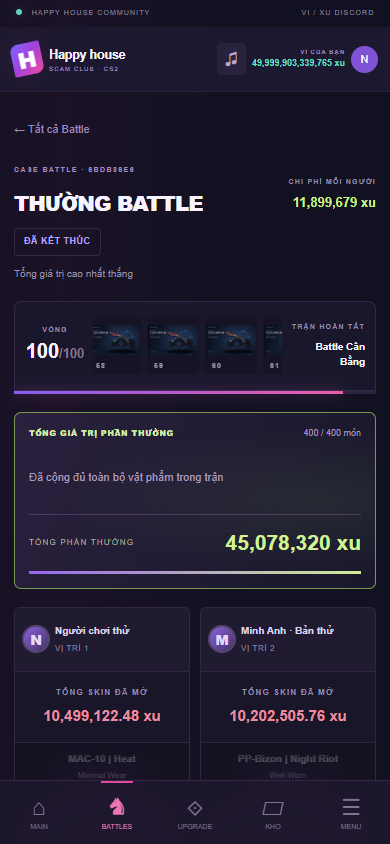 HAPPY HOUSE COMMUNITY
VÍ / XU DISCORD
H
Happy house
SCAM CLUB · CS2
VÍ CỦA BẠN
49,999,903,339,765 xu
N
← Tất cả Battle
CASE BATTLE · 6BDB86E6
THƯỜNG BATTLE
CHI PHÍ MỖI NGƯỜI
11,899,679 xu
ĐÃ KẾT THÚC
Tổng giá trị cao nhất thắng
VÒNG
100/100
58
59
60
61
TRẬN HOÀN TẤT
Battle Cân
Bằng
TỔNG GIÁ TRỊ PHẦN THƯỞNG
400 / 400 món
Đã cộng đủ toàn bộ vật phẩm trong trận
TỔNG PHẦN THƯỞNG
45,078,320 xu
N
Người chơi thử
VỊ TRÍ 1
M
Minh Anh · Bản thử
VỊ TRÍ 2
TỔNG SKIN ĐÃ MỞ
10,499,122.48 xu
TỔNG SKIN ĐÃ MỞ
10,202,505.76 xu
MAC-10 | Heat
Minimal Wear
PP-Bizon | Night Riot
Well-Worn
MAIN
BATTLES
UPGRADE
KHO
MENU